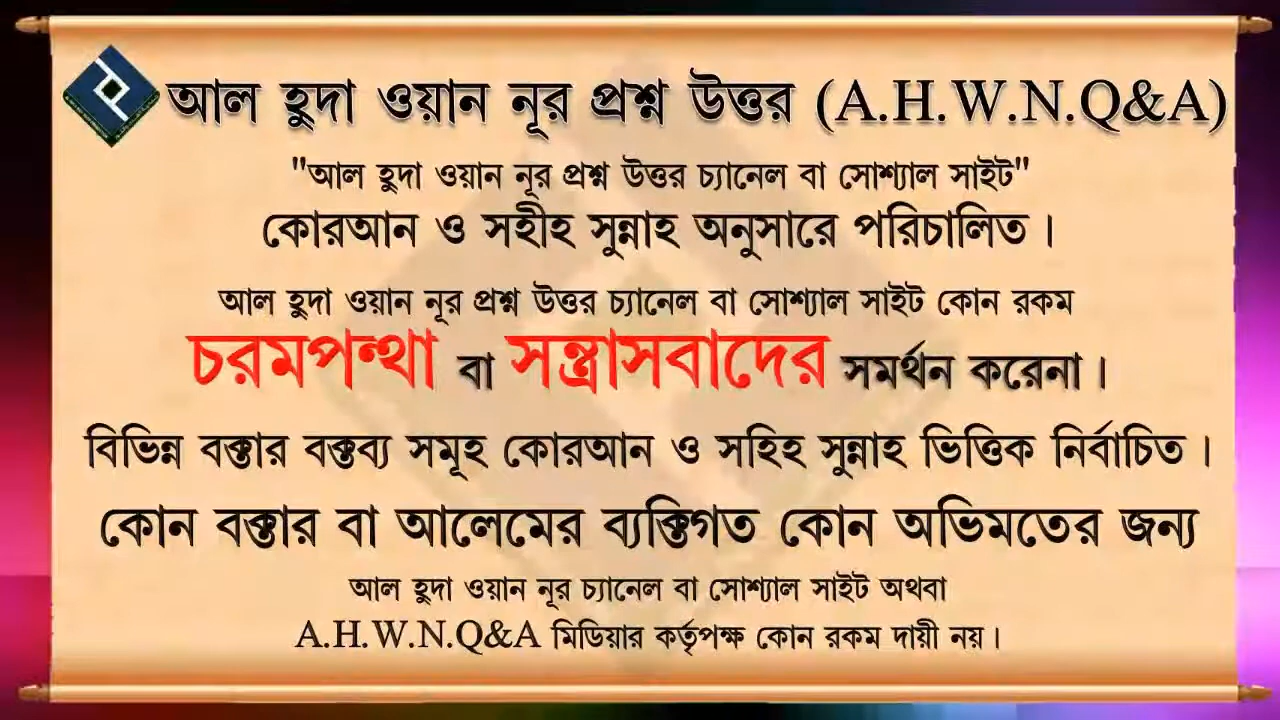 আল হুদা ওয়ান নূর প্রশ্ন উত্তর (A.H.W.N.Q&A)
"আল হুদা ওয়ান নূর প্রশ্ন উত্তর চ্যানেল বা সোশ্যাল সাইট"
কোরআন ও সহীহ সুন্নাহ অনুসারে পরিচালিত।
আল হুদা ওয়ান নূর প্রশ্ন উত্তর চ্যানেল বা সোশ্যাল সাইট কোন রকম
চরমপন্থা বা সন্ত্রাসবাদের সমর্থন করেনা।
বিভিন্ন বক্তার বক্তব্য সমূহ কোরআন ও সহিহ সুন্নাহ ভিত্তিক নির্বাচিত।
কোন বক্তার বা আলেমের ব্যক্তিগত কোন অভিমতের জন্য
আল হুদা ওয়ান নূর চ্যানেল বা সোশ্যাল সাইট অথবা
A.H.W.N.Q&A মিডিয়ার কর্তৃপক্ষ কোন রকম দায়ী নয়।